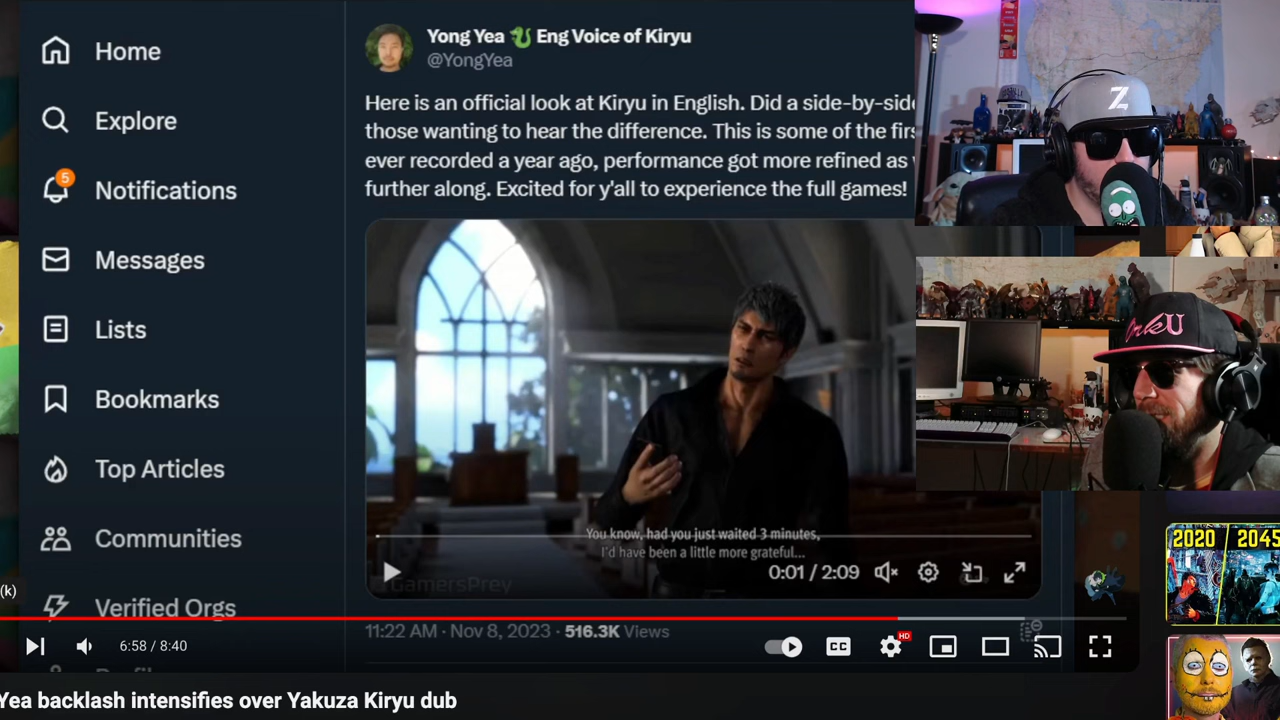 Home
Explore
5
Notifications
Messages
Lists
Bookmarks
Top Articles
Communities
Verified Orgs
Yong Yea 🐉 Eng Voice of Kiryu
@YongYea
Here is an official look at Kiryu in English. Did a side-by-side
those wanting to hear the difference. This is some of the firs
ever recorded a year ago, performance got more refined as
further along. Excited for y'all to experience the full games!
You know, had you just waited 3 minutes,
I'd have been a little more grateful...
GamersPrey
0:01 / 2:09
11:22 AM · Nov 8, 2023 · 516.3K Views
Z
OrkU
2020 2045
(k)
6:58 / 8:40
CC
HD
Yea backlash intensifies over Yakuza Kiryu dub